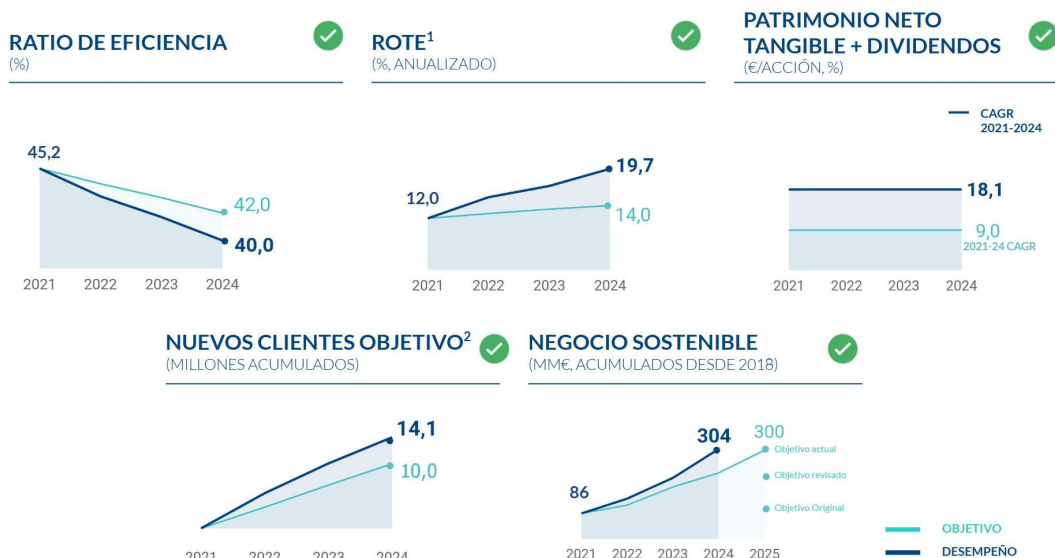 RATIO DE EFICIENCIA
(%)
45,2
42,0
40,0
2021 2022 2023 2024
ROTE¹
(%, ANUALIZADO)
12,0
19,7
14,0
2021 2022 2023 2024
PATRIMONIO NETO
TANGIBLE + DIVIDENDOS
(€/ACCIÓN, %)
CAGR
2021-2024
18,1
9,0
2021-24 CAGR
2021 2022 2023 2024
NUEVOS CLIENTES OBJETIVO²
(MILLONES ACUMULADOS)
14,1
10,0
2021 2022 2023 2024
NEGOCIO SOSTENIBLE
(MM€, ACUMULADOS DESDE 2018)
86
304
300
Objetivo actual
Objetivo revisado
Objetivo Original
2021 2022 2023 2024 2025
OBJETIVO
DESEMPEÑO